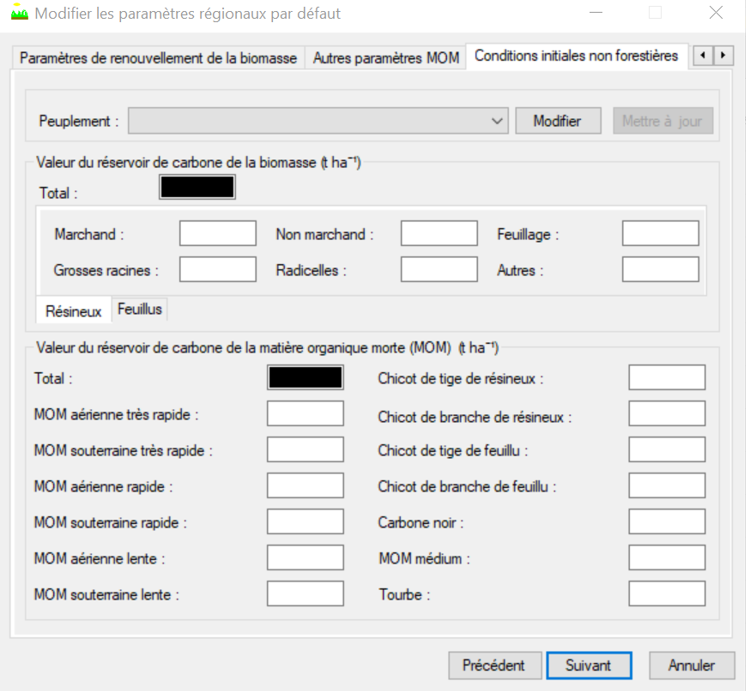 Modifier les paramètres régionaux par défaut
Paramètres de renouvellement de la biomasse Autres paramètres MOM Conditions initiales non forestières
Peuplement : Modifier Mettre à jour
Valeur du réservoir de carbone de la biomasse (t ha⁻¹)
Total :
Marchand : Non marchand : Feuillage :
Grosses racines : Radicelles : Autres :
Résineux Feuillus
Valeur du réservoir de carbone de la matière organique morte (MOM) (t ha⁻¹)
Total : Chicot de tige de résineux :
MOM aérienne très rapide : Chicot de branche de résineux :
MOM souterraine très rapide : Chicot de tige de feuillu :
MOM aérienne rapide : Chicot de branche de feuillu :
MOM souterraine rapide : Carbone noir :
MOM aérienne lente : MOM médium :
MOM souterraine lente : Tourbe :
Précédent Suivant Annuler